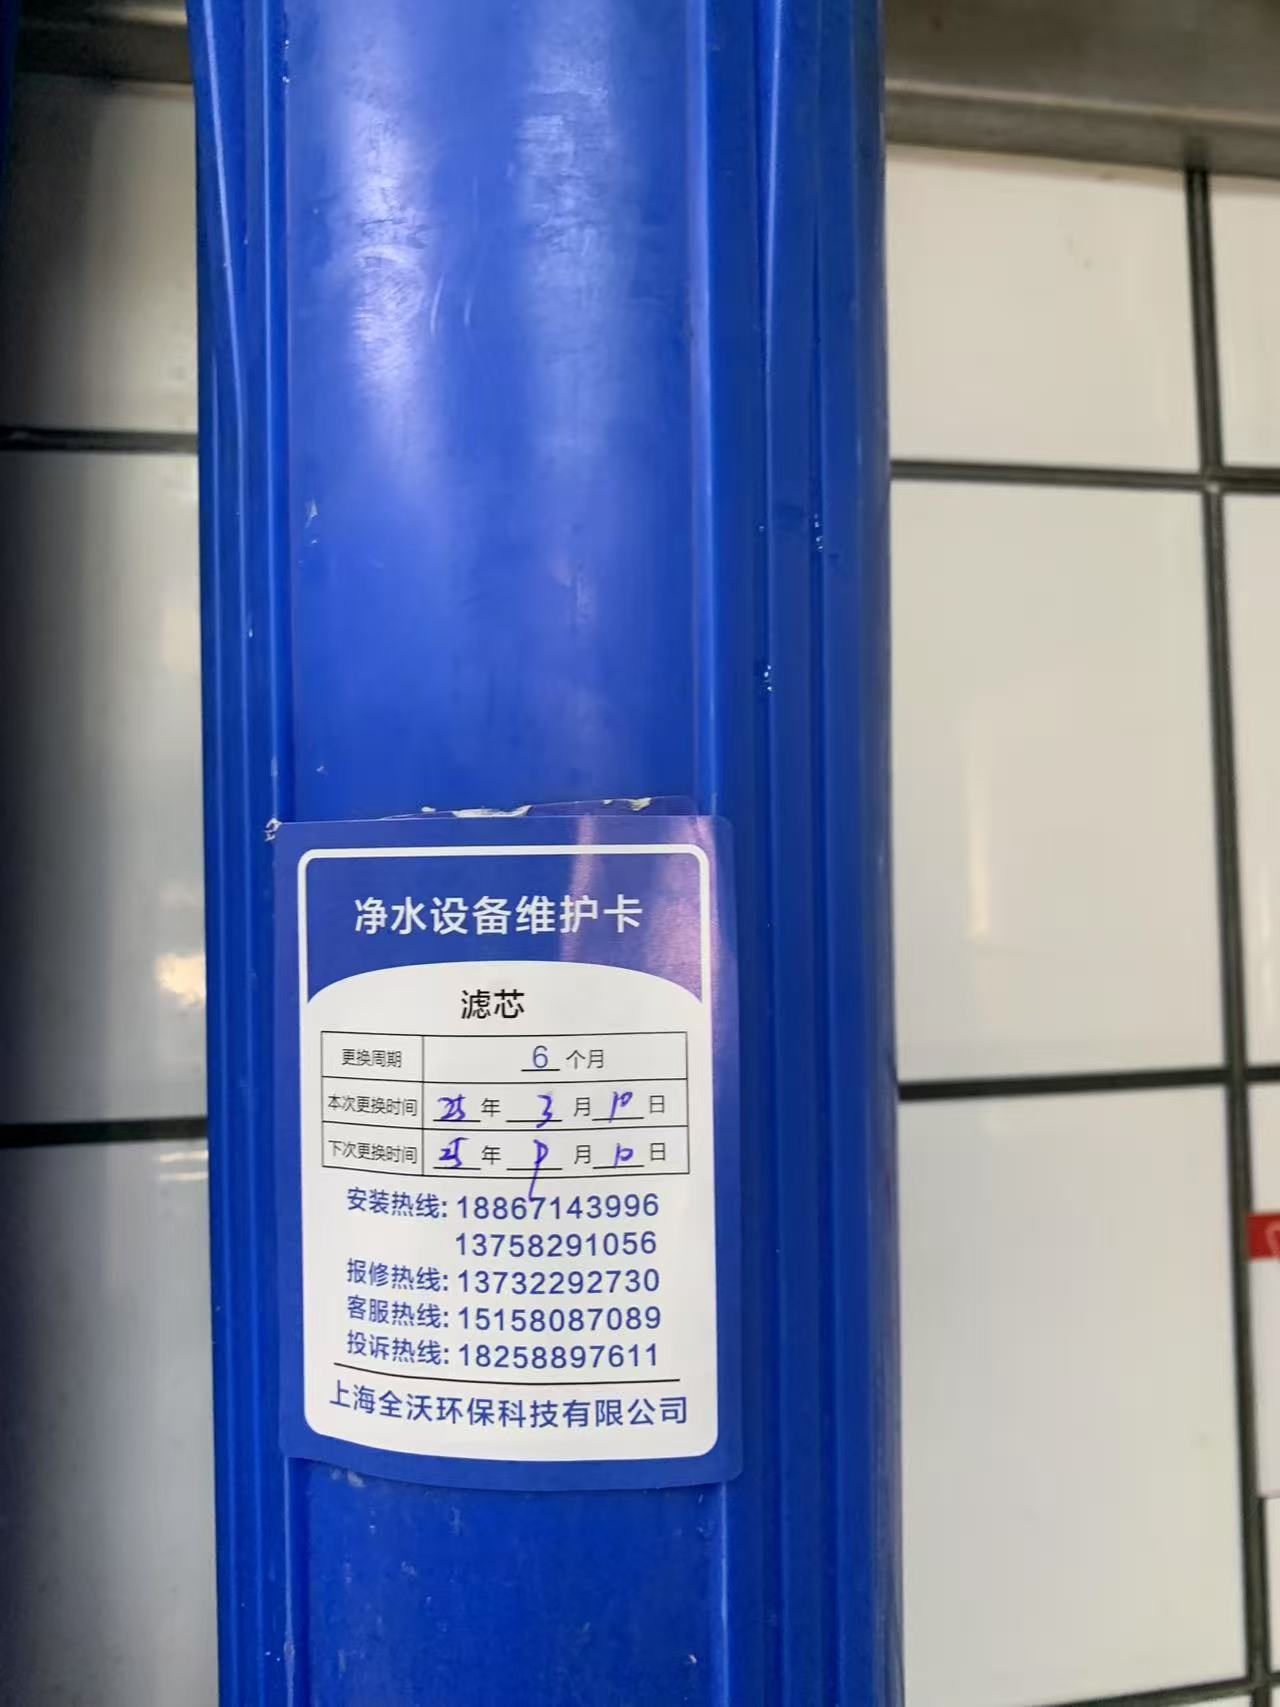 净水设备维护卡
滤芯
更换周期 6 个月
本次更换时间 25 年 3 月 10 日
下次更换时间 25 年 9 月 10 日
安装热线: 18867143996
13758291056
报修热线: 13732292730
客服热线: 15158087089
投诉热线: 18258897611
上海全沃环保科技有限公司